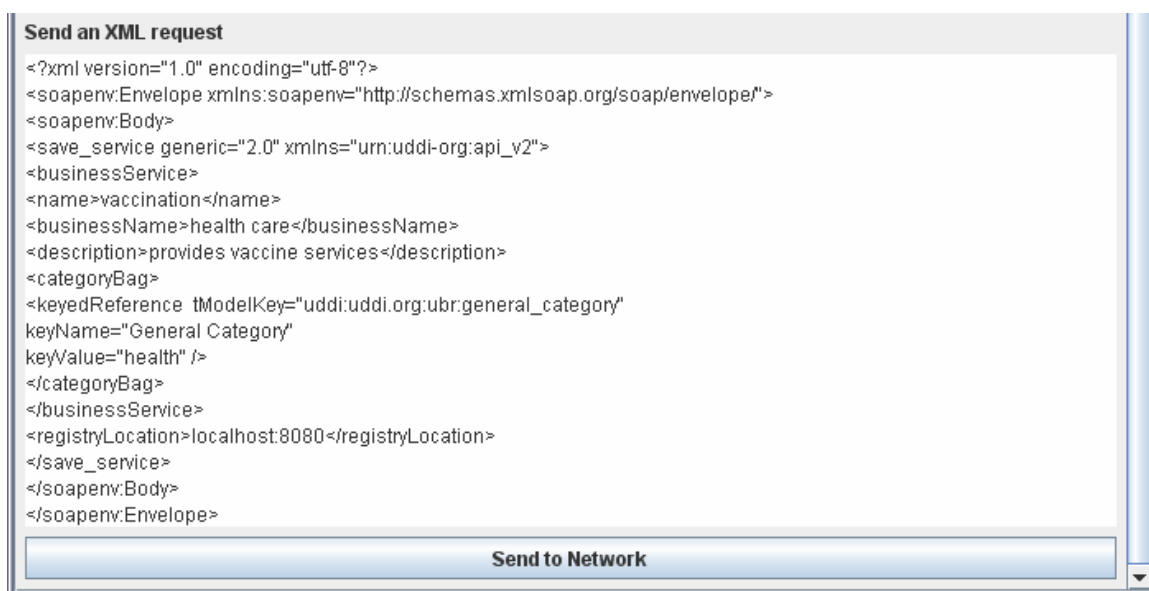 Send an XML request
<?xml version="1.0" encoding="utf-8"?>
<soapenv:Envelope xmlns:soapenv="http://schemas.xmlsoap.org/soap/envelope/">
<soapenv:Body>
<save_service generic="2.0" xmlns="urn:uddi-org:api_v2">
<businessService>
<name>vaccination</name>
<businessName>health care</businessName>
<description>provides vaccine services</description>
<categoryBag>
<keyedReference  tModelKey="uddi:uddi.org:ubr:general_category"
keyName="General Category"
keyValue="health" />
</categoryBag>
</businessService>
<registryLocation>localhost:8080</registryLocation>
</save_service>
</soapenv:Body>
</soapenv:Envelope>
Send to Network